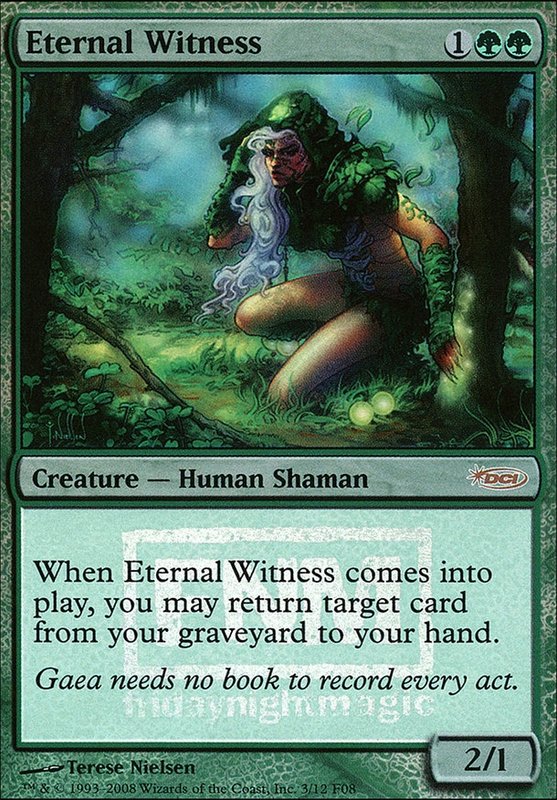 Eternal Witness 1
T. Nielsen
Creature — Human Shaman
DCI
FNM
When Eternal Witness comes into
play, you may return target card
from your graveyard to your hand.
Gaea needs no book to record every act.
fridaynightmagic
Terese Nielsen
2/1
™ & © 1993–2008 Wizards of the Coast, Inc. 3/12 F08